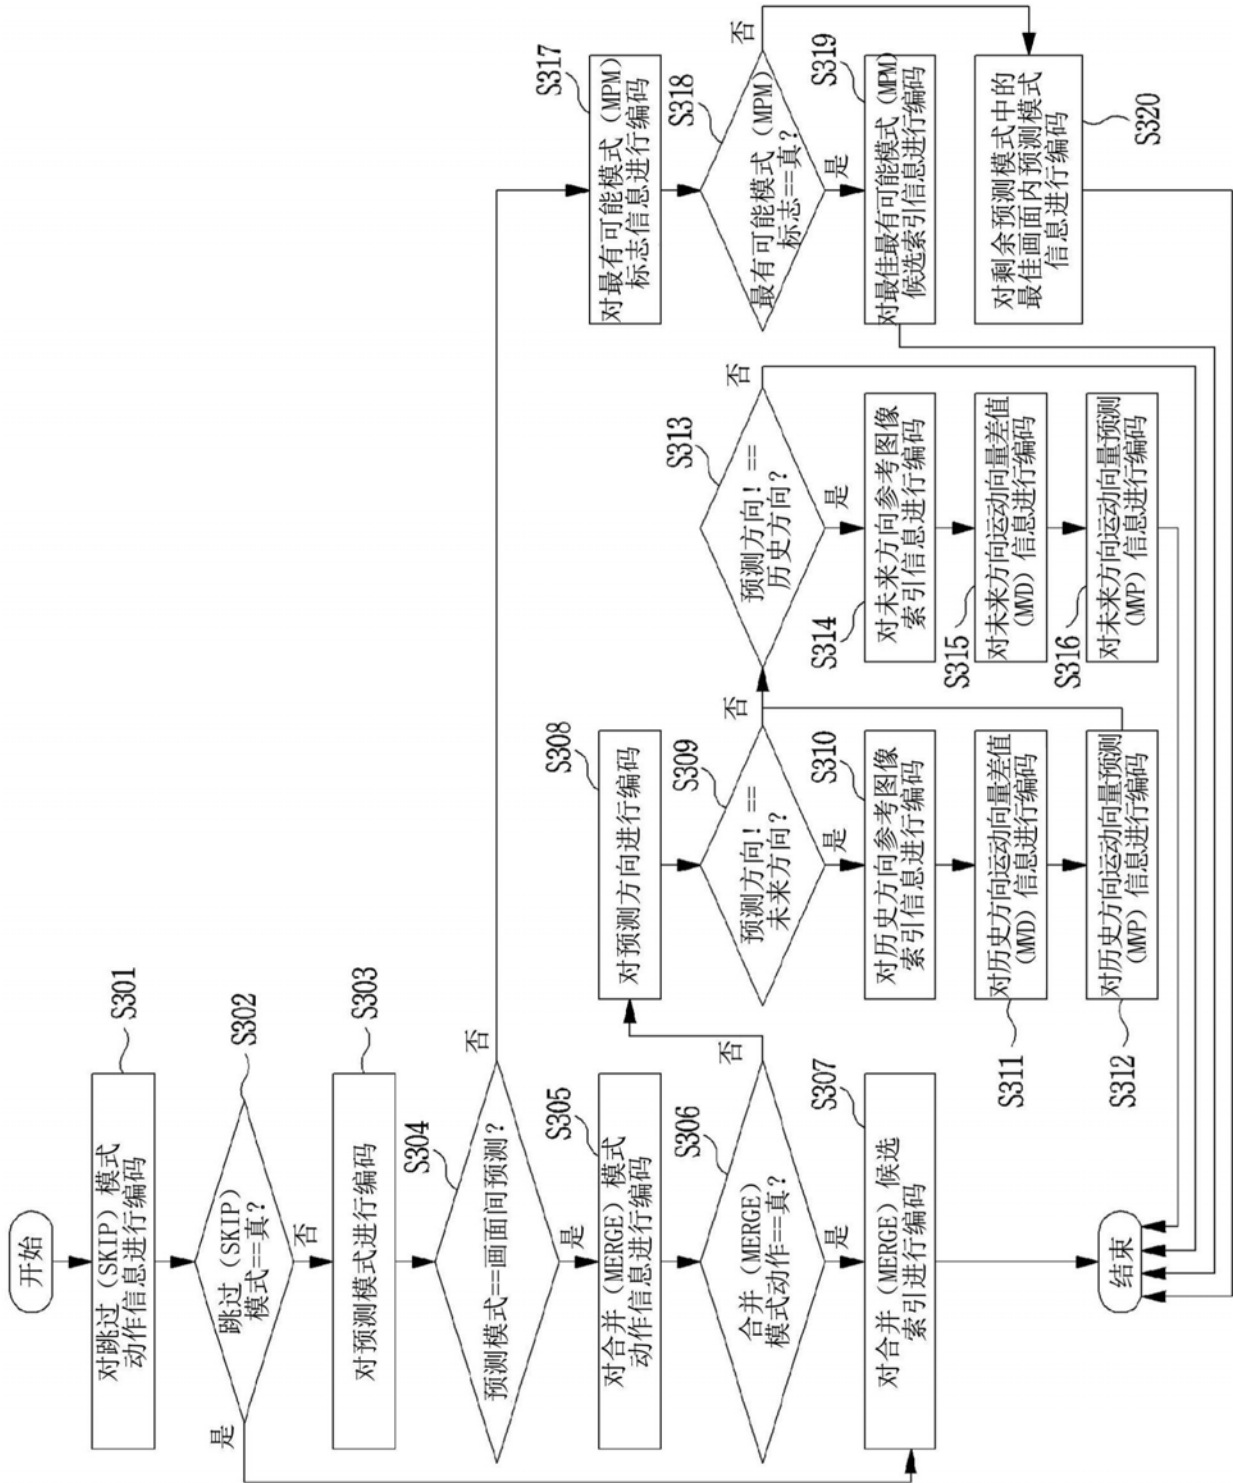 开始
对跳过(SKIP)模式
动作信息进行编码
S301
跳过(SKIP)
模式==真?
S302
是
否
对预测模式进行编码
S303
预测模式==画面间预测?
S304
是
否
对合并(MERGE)模式
动作信息进行编码
S305
合并(MERGE)
模式动作==真?
S306
是
否
对合并(MERGE)候选
索引进行编码
S307
结束
对预测方向进行编码
S308
预测方向!==
未来方向?
S309
是
否
对历史方向参考图像
索引信息进行编码
S310
对历史方向运动向量差值
(MVD)信息进行编码
S311
对历史方向运动向量预测
(MVP)信息进行编码
S312
预测方向!==
历史方向?
S313
是
否
对未来方向参考图像
索引信息进行编码
S314
对未来方向运动向量差值
(MVD)信息进行编码
S315
对未来方向运动向量预测
(MVP)信息进行编码
S316
对最有可能模式(MPM)
标志信息进行编码
S317
最有可能模式(MPM)
标志==真?
S318
是
否
对最佳最有可能模式(MPM)
候选索引信息进行编码
S319
对剩余预测模式中的
最佳画面内预测模式
信息进行编码
S320